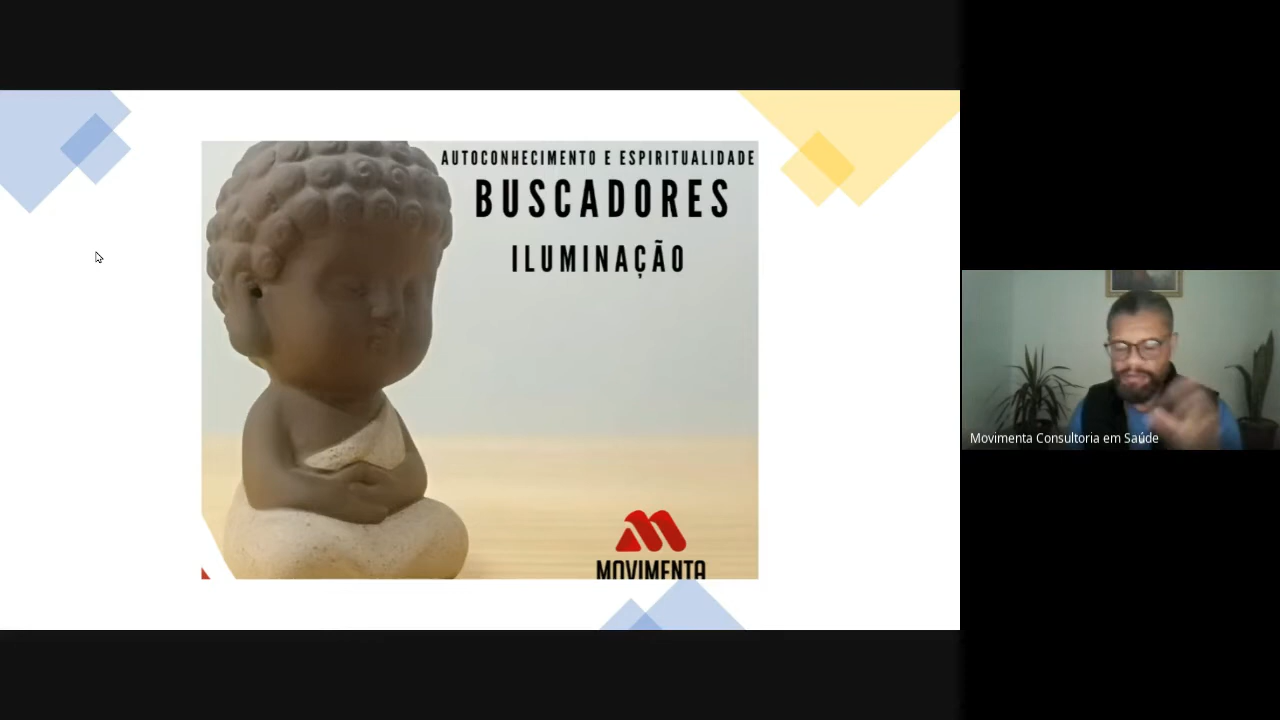 AUTOCONHECIMENTO E ESPIRITUALIDADE
BUSCADORES
ILUMINAÇÃO
MOVIMENTA
Movimenta Consultoria em Saúde